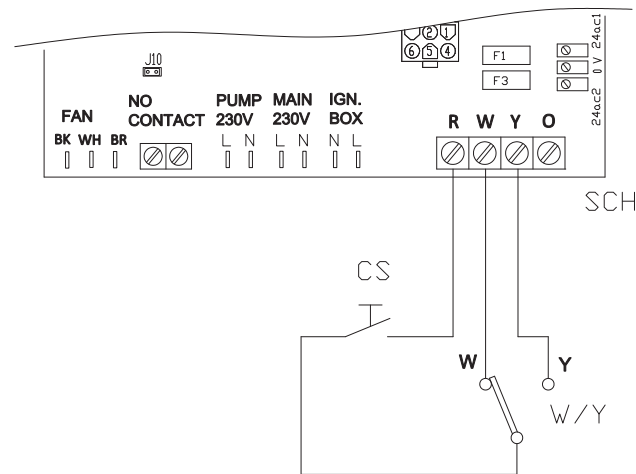 2 1
6 5 4
J10
F1
F3
24ac1
0 V
24ac2
FAN
NO CONTACT
PUMP 230V
MAIN 230V
IGN. BOX
BK WH BR
L N L N N L
R W Y O
SCH
CS
W Y
W/Y